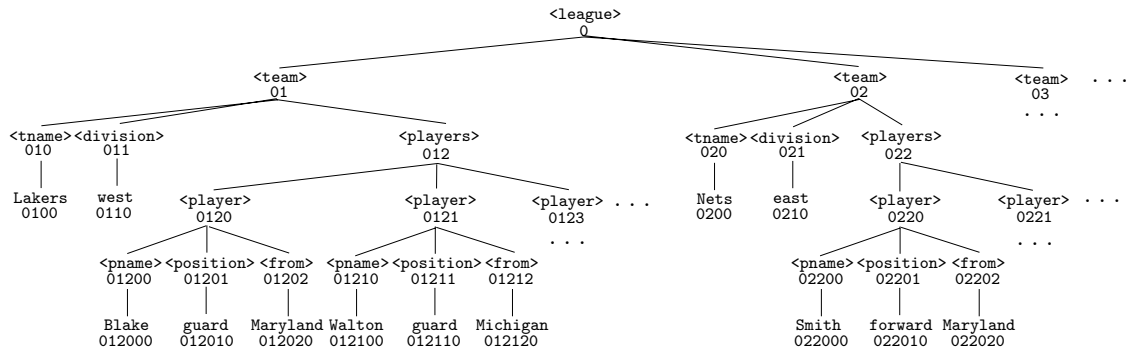 <league>
0
<team> <team> <team> . . .
01 02 03
. . .
<tname> <division> <players> <tname> <division> <players>
010 011 012 020 021 022
Lakers west <player> <player> <player> . . . Nets east <player> <player> . . .
0100 0110 0120 0121 0123 0200 0210 0220 0221
. . . . . .
<pname> <position> <from> <pname> <position> <from> <pname> <position> <from>
01200 01201 01202 01210 01211 01212 02200 02201 02202
Blake guard Maryland Walton guard Michigan Smith forward Maryland
012000 012010 012020 012100 012110 012120 022000 022010 022020